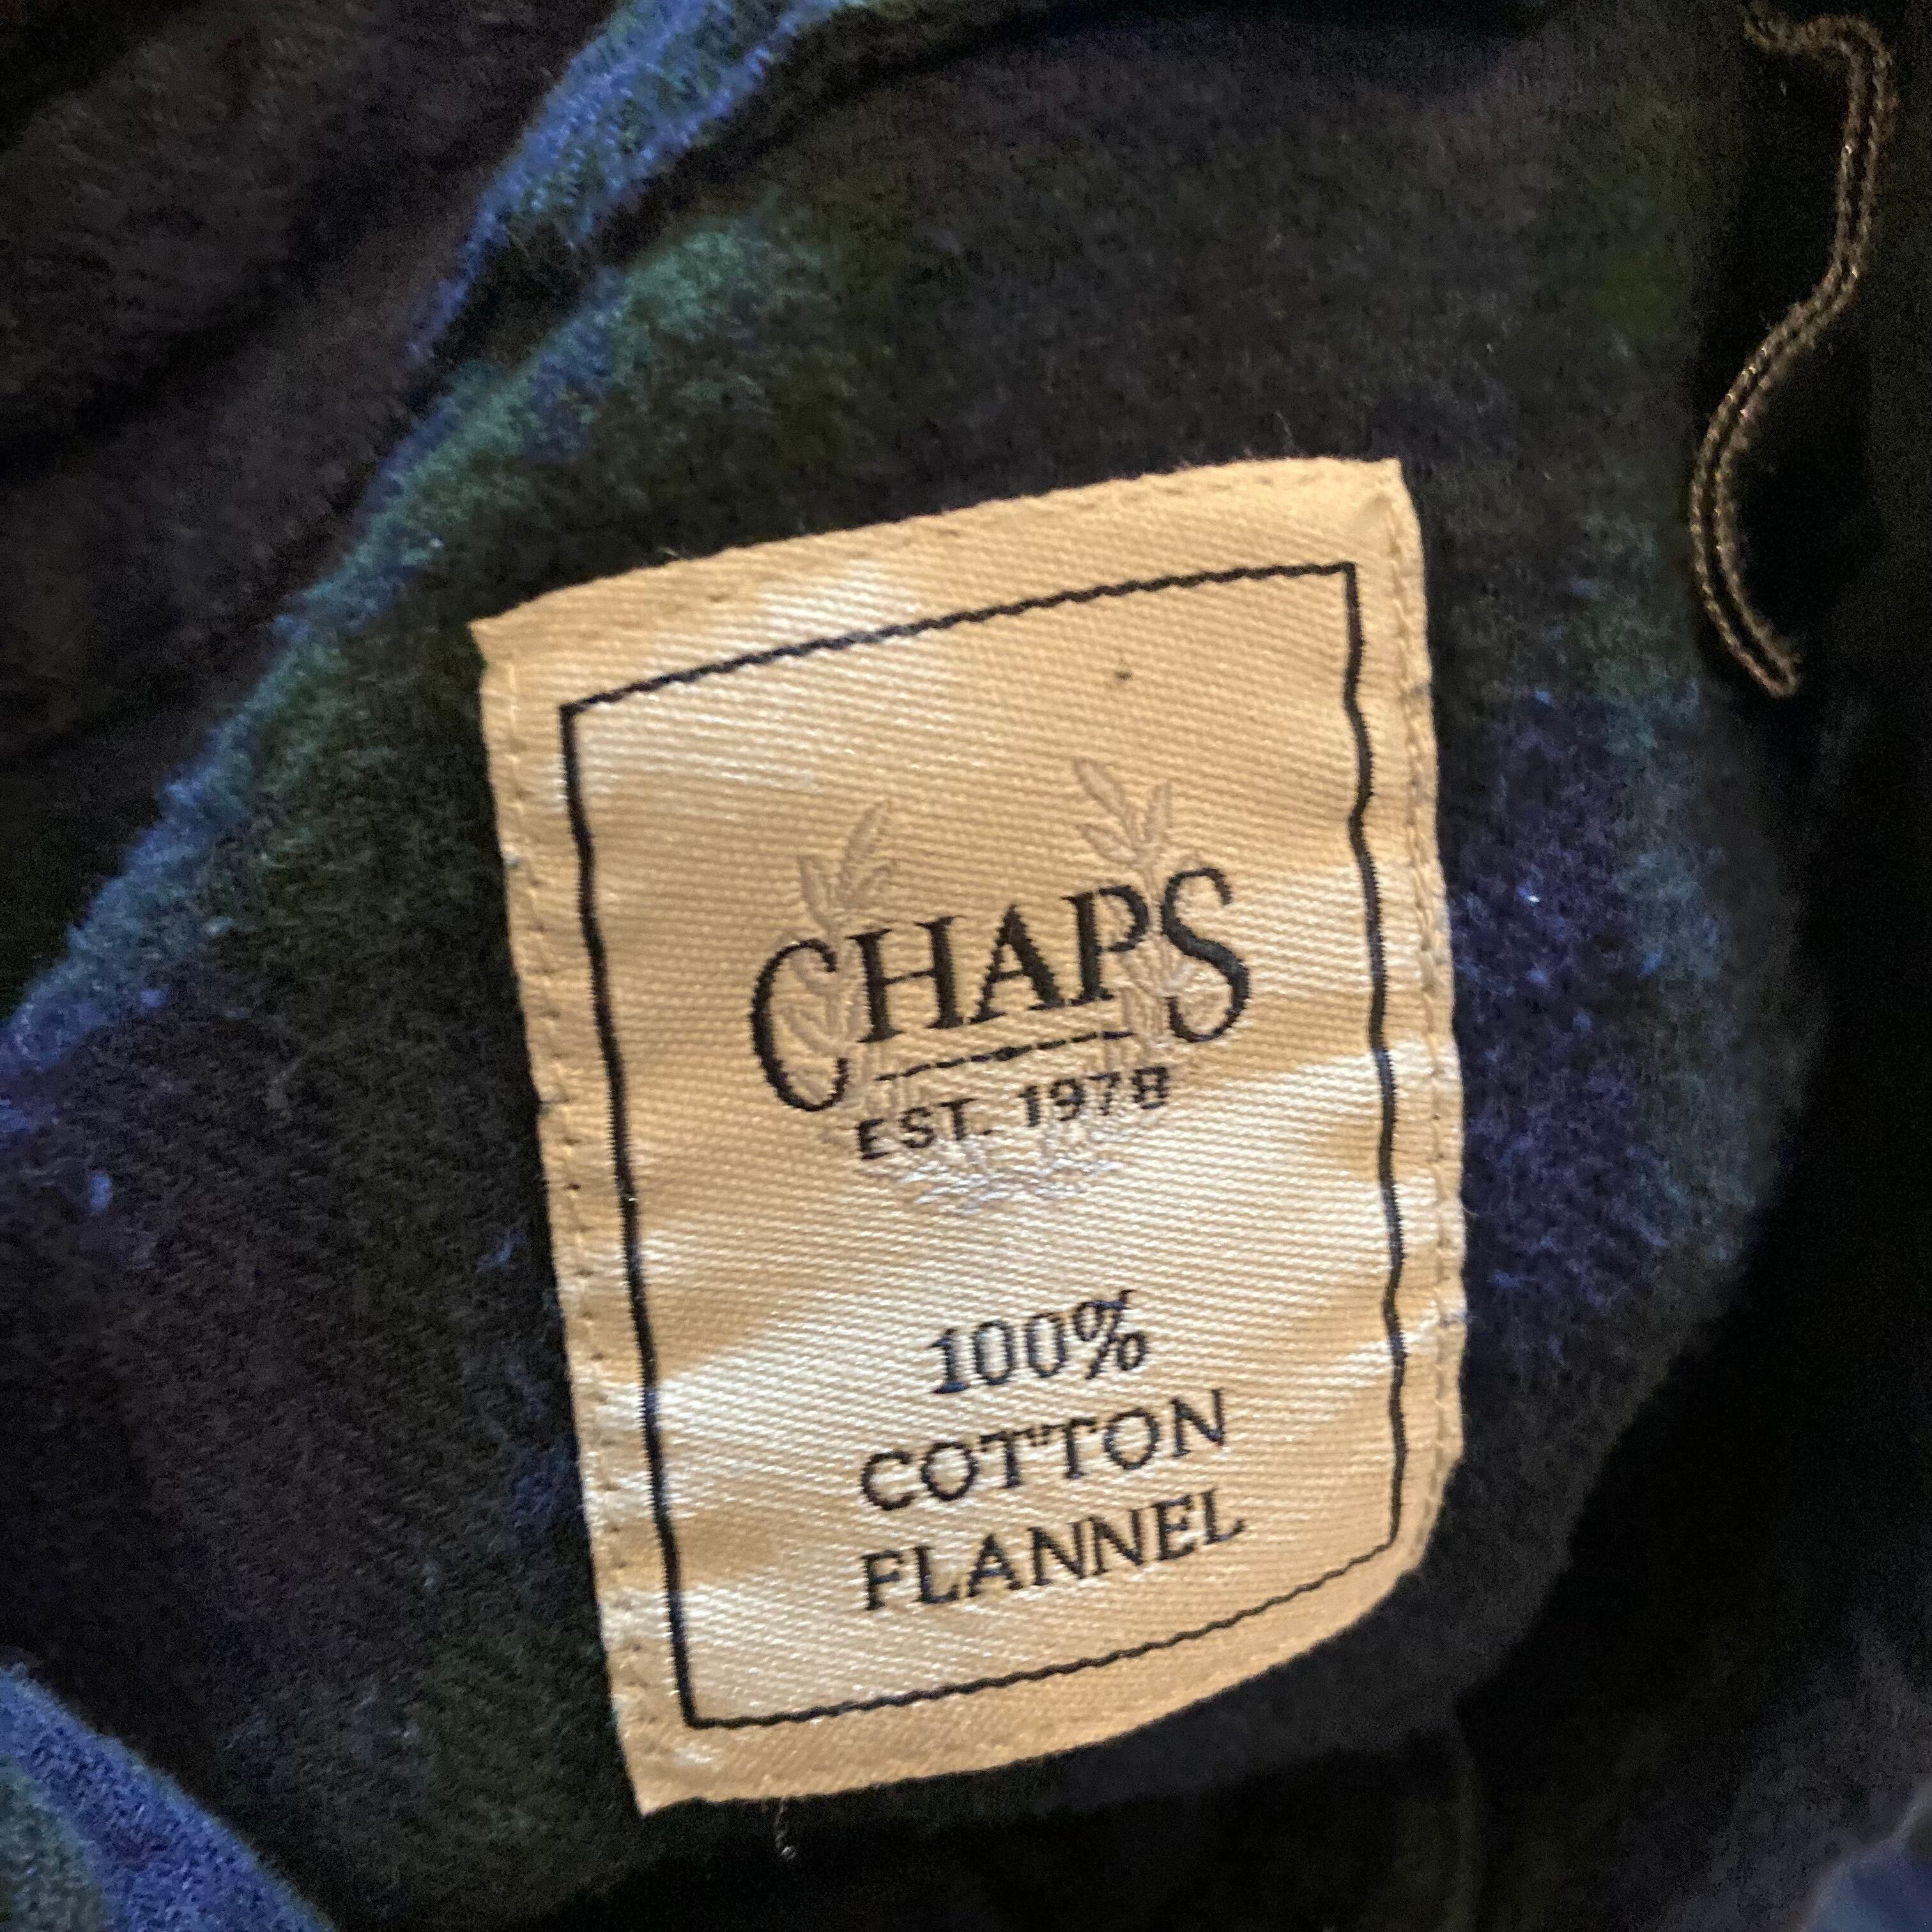 CHAPS
EST. 1978
100%
COTTON
FLANNEL